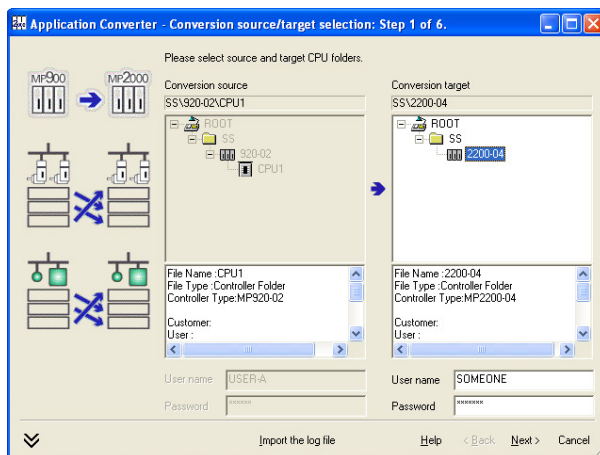 Application Converter - Conversion source/target selection: Step 1 of 6.
Please select source and target CPU folders.
MP900
MP2000
Conversion source
SS\920-02\CPU1
ROOT
SS
920-02
CPU1
File Name :CPU1
File Type :Controller Folder
Controller Type:MP920-02
Customer:
User :
User name
USER-A
Password
******
Conversion target
SS\2200-04
ROOT
SS
2200-04
File Name :2200-04
File Type :Controller Folder
Controller Type:MP2200-04
Customer:
User :
User name
SOMEONE
Password
*******
Import the log file
Help
< Back
Next >
Cancel